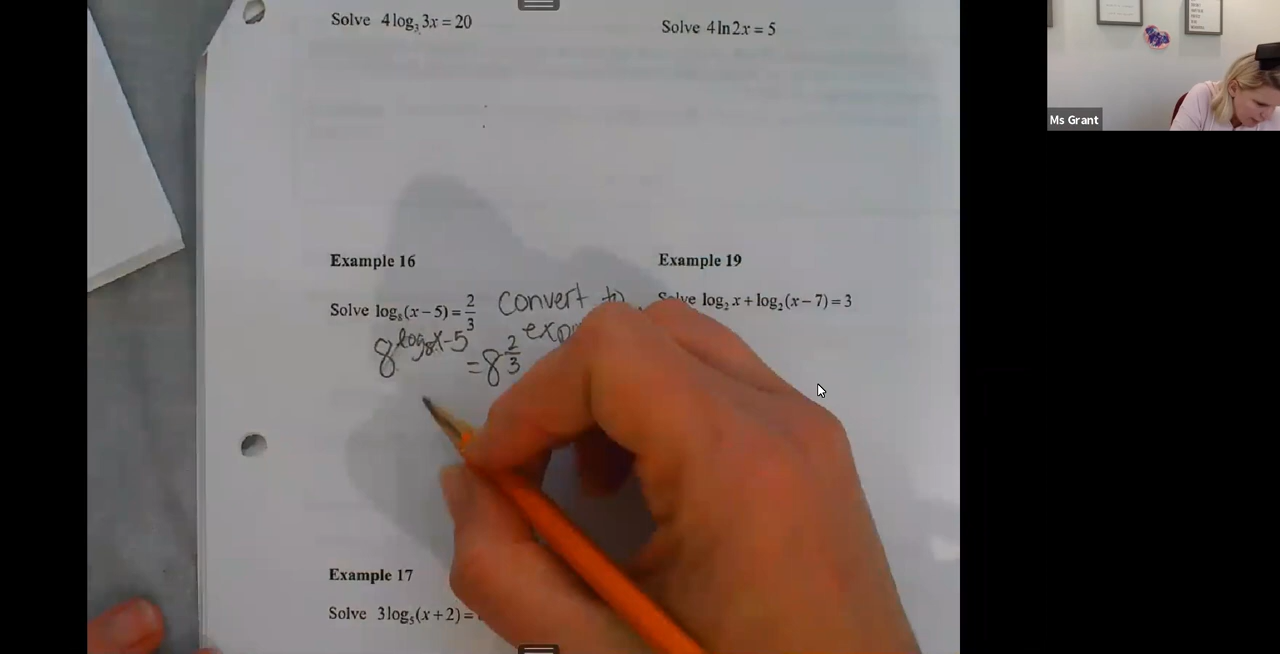 Solve 4 log₃ 3x = 20
Solve 4 ln 2x = 5
Ms Grant
Example 16
Solve log₈(x − 5) = 2/3
convert to
8^(log₈x−5) = 8^(2/3)
Example 19
Solve log₂ x + log₂(x − 7) = 3
Example 17
Solve 3 log₅(x + 2) =